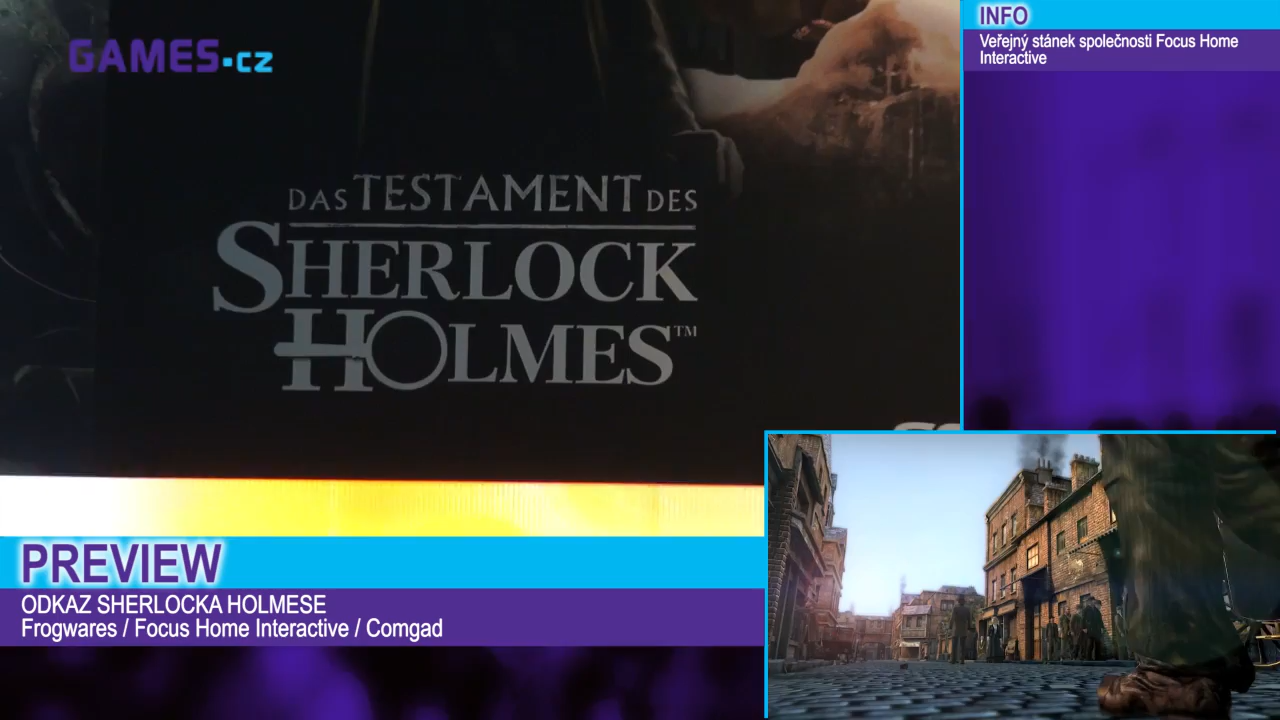 GAMES.cz
INFO
Veřejný stánek společnosti Focus Home
Interactive
DAS TESTAMENT DES
SHERLOCK
HOLMES™
PREVIEW
ODKAZ SHERLOCKA HOLMESE
Frogwares / Focus Home Interactive / Comgad